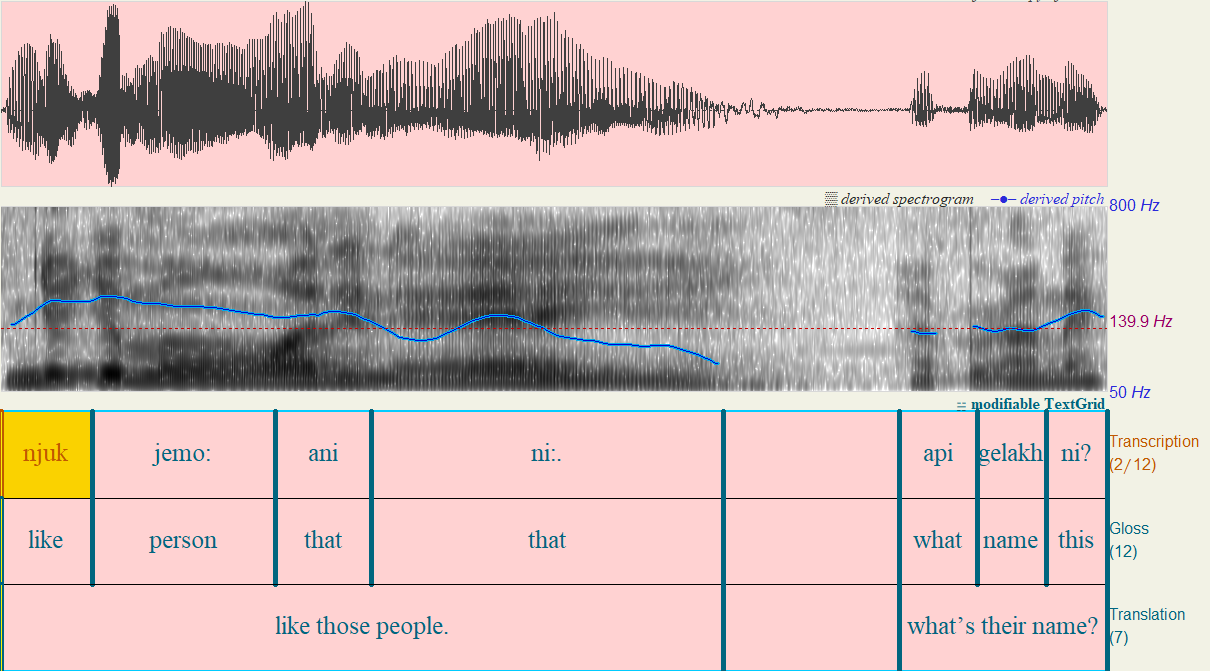 derived spectrogram derived pitch
800 Hz
139.9 Hz
50 Hz
modifiable TextGrid
njuk jemo: ani ni:. api gelakh ni? Transcription
(2/12)
like person that that what name this Gloss
(12)
like those people. what’s their name? Translation
(7)